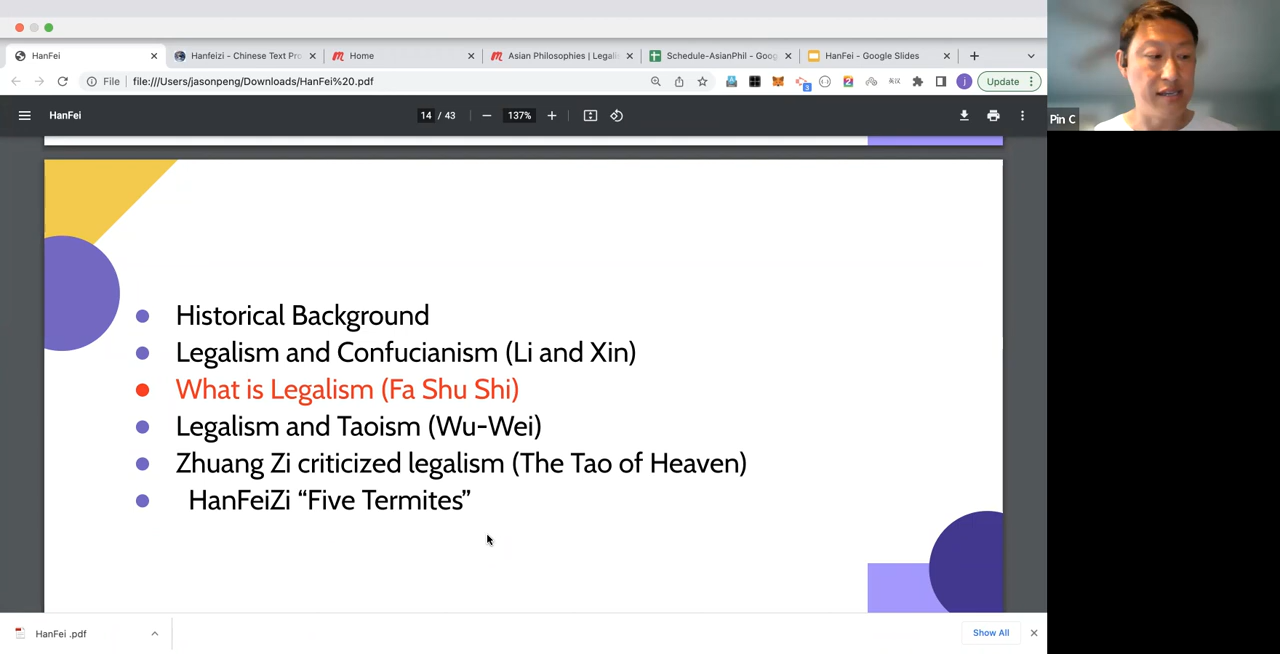 HanFei
Hanfeizi - Chinese Text Pro
Home
Asian Philosophies | Legali
Schedule-AsianPhil - Goog
HanFei - Google Slides
File
file:///Users/jasonpeng/Downloads/HanFei%20.pdf
3
j
Update
HanFei
14 / 43
137%
Pin C
Historical Background
Legalism and Confucianism (Li and Xin)
What is Legalism (Fa Shu Shi)
Legalism and Taoism (Wu-Wei)
Zhuang Zi criticized legalism (The Tao of Heaven)
HanFeiZi “Five Termites”
HanFei .pdf
Show All